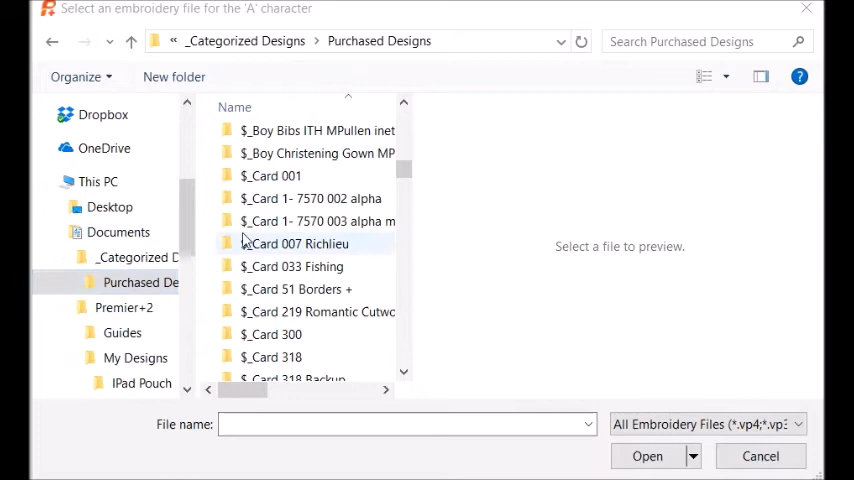 Select an embroidery file for the 'A' character
« _Categorized Designs > Purchased Designs
Search Purchased Designs
Organize
New folder
Name
Dropbox
OneDrive
This PC
Desktop
Documents
_Categorized D
Purchased De
Premier+2
Guides
My Designs
IPad Pouch
$_Boy Bibs ITH MPullen inet
$_Boy Christening Gown MP
$_Card 001
$_Card 1- 7570 002 alpha
$_Card 1- 7570 003 alpha m
$_Card 007 Richlieu
$_Card 033 Fishing
$_Card 51 Borders +
$_Card 219 Romantic Cutwo
$_Card 300
$_Card 318
$_Card 318 Backup
Select a file to preview.
File name:
All Embroidery Files (*.vp4;*.vp3
Open
Cancel